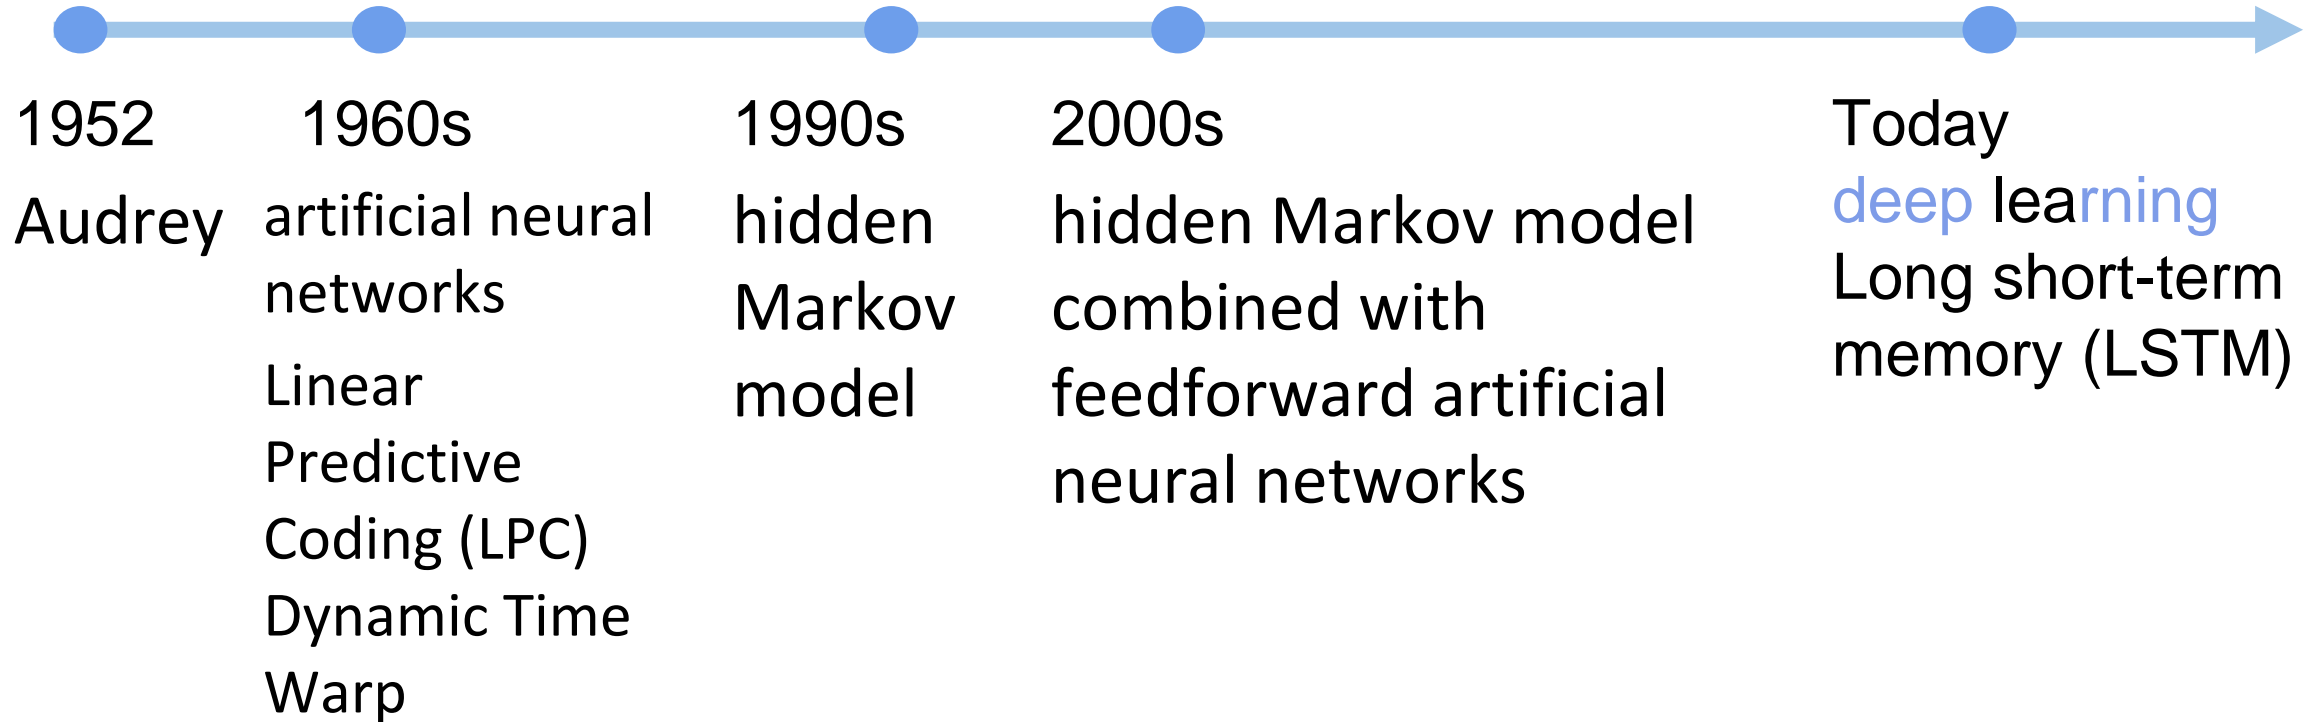 1952
Audrey
1960s
artificial neural
networks
Linear
Predictive
Coding (LPC)
Dynamic Time
Warp
1990s
hidden
Markov
model
2000s
hidden Markov model
combined with
feedforward artificial
neural networks
Today
deep learning
Long short-term
memory (LSTM)